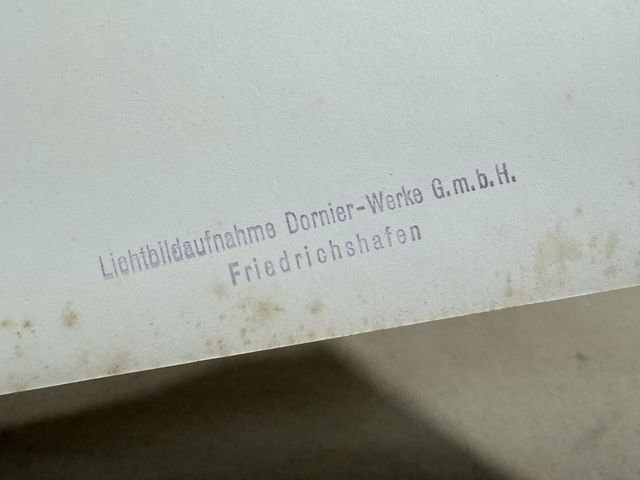 Lichtbildaufnahme Dornier-Werke G.m.b.H.
Friedrichshafen